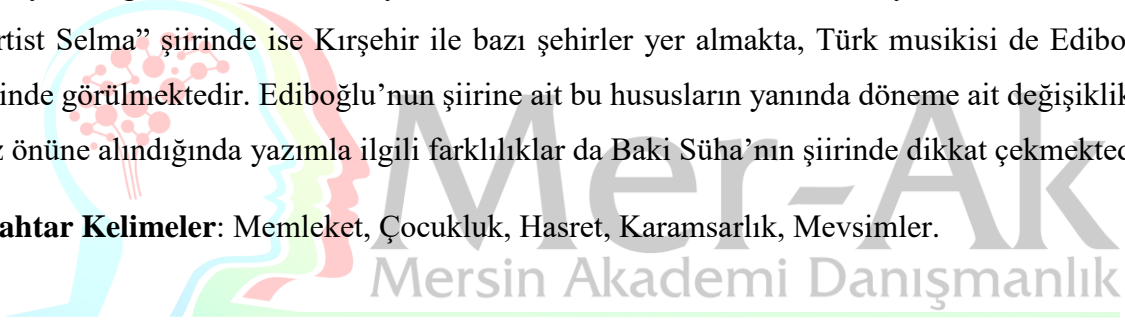 rtist Selma” şiirinde ise Kırşehir ile bazı şehirler yer almakta, Türk musikisi de Edibo
inde görülmektedir. Ediboğlu’nun şiirine ait bu hususların yanında döneme ait değişiklik
z önüne alındığında yazımla ilgili farklılıklar da Baki Süha’nın şiirinde dikkat çekmekted
ahtar Kelimeler: Memleket, Çocukluk, Hasret, Karamsarlık, Mevsimler.
Mer-Ak
Mersin Akademi Danışmanlık